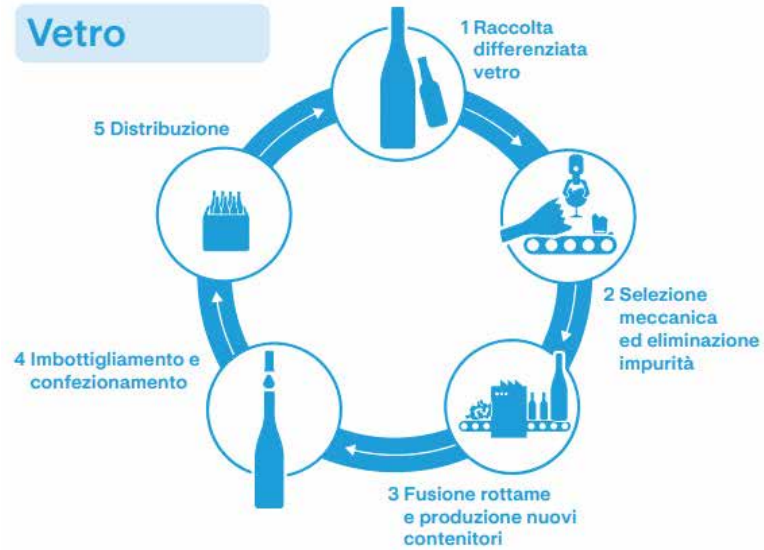 Vetro
1 Raccolta
differenziata
vetro
2 Selezione
meccanica
ed eliminazione
impurità
3 Fusione rottame
e produzione nuovi
contenitori
4 Imbottigliamento e
confezionamento
5 Distribuzione